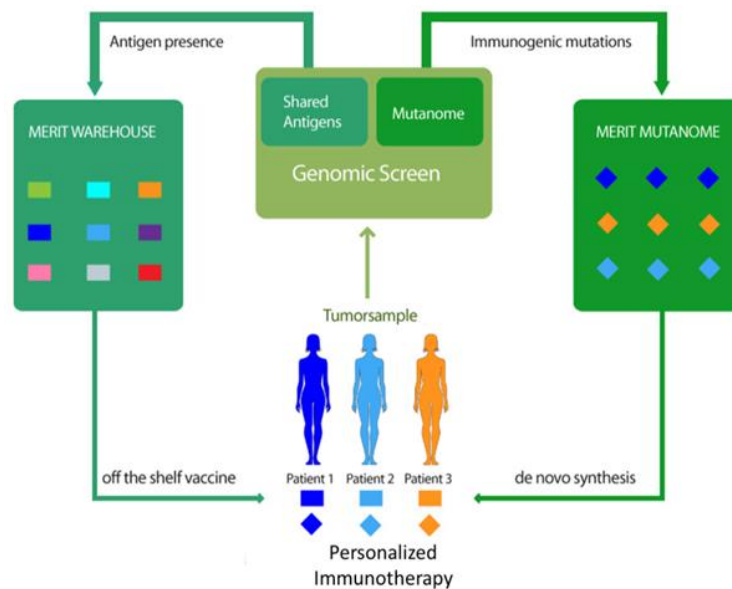 Antigen presence
Immunogenic mutations
Shared
Antigens
Mutanome
Genomic Screen
MERIT WAREHOUSE
MERIT MUTANOME
Tumorsample
off the shelf vaccine
de novo synthesis
Patient 1 Patient 2 Patient 3
Personalized
Immunotherapy